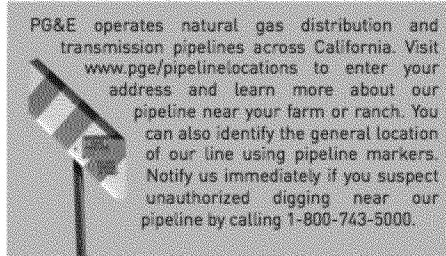 PG&E operates natural gas distribution and
transmission pipelines across California. Visit
www.pge/pipelinelocations to enter your
address and learn more about our
pipeline near your farm or ranch. You
can also identify the general location
of our line using pipeline markers.
Notify us immediately if you suspect
unauthorized digging near our
pipeline by calling 1-800-743-5000.